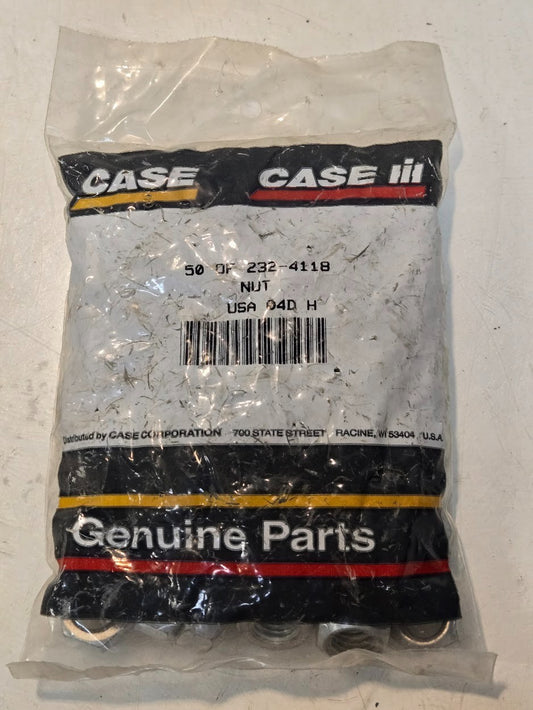 CASE CASE IH
50 OF 232-4118
NUT
USA 04D H
Distributed by CASE CORPORATION 700 STATE STREET RACINE, WI 53404 U.S.A.
Genuine Parts